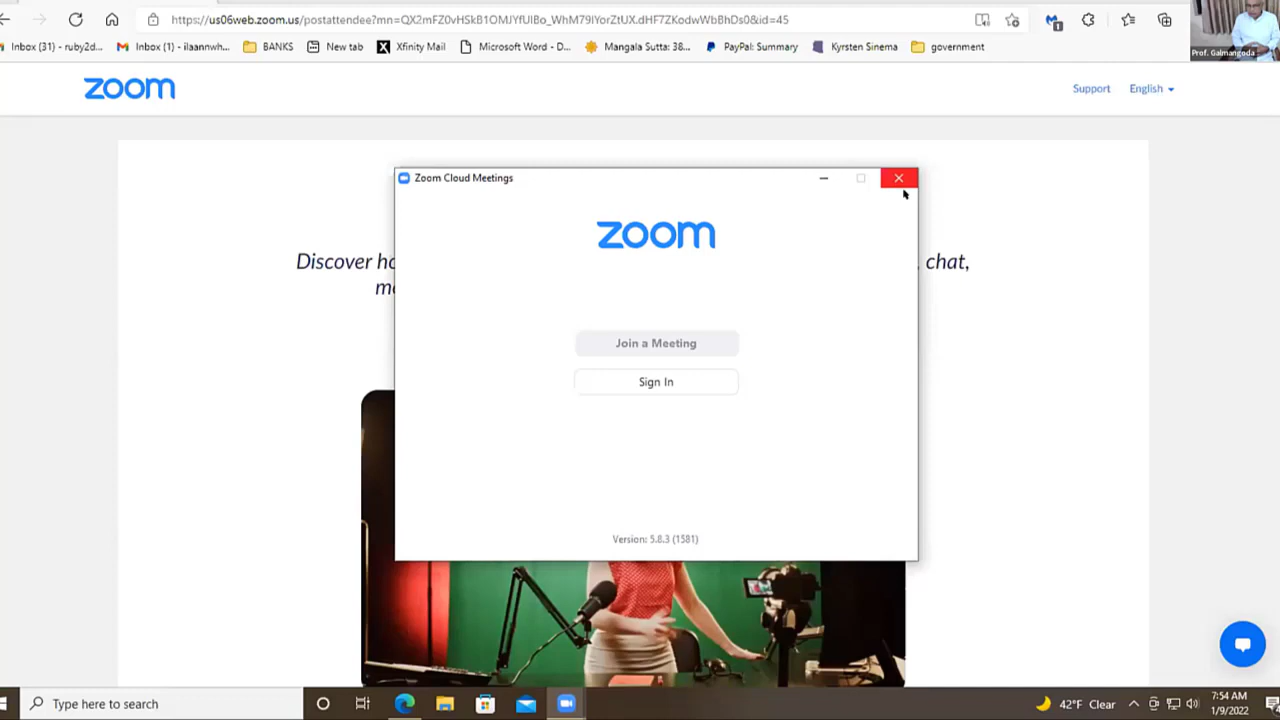 https://us06web.zoom.us/postattendee?mn=QX2mFZ0vHSkB1OMJYfUlBo_WhM79lYorZtUX.dHF7ZKodwWbBhDs0&id=45
Prof. Galmangoda
Inbox (31) - ruby2d... Inbox (1) - ilaannwh... BANKS New tab Xfinity Mail Microsoft Word - D... Mangala Sutta: 38... PayPal: Summary Kyrsten Sinema government
zoom
Support English
Zoom Cloud Meetings
zoom
Discover ho chat,
m
Join a Meeting
Sign In
Version: 5.8.3 (1581)
Type here to search
42°F Clear
7:54 AM
1/9/2022